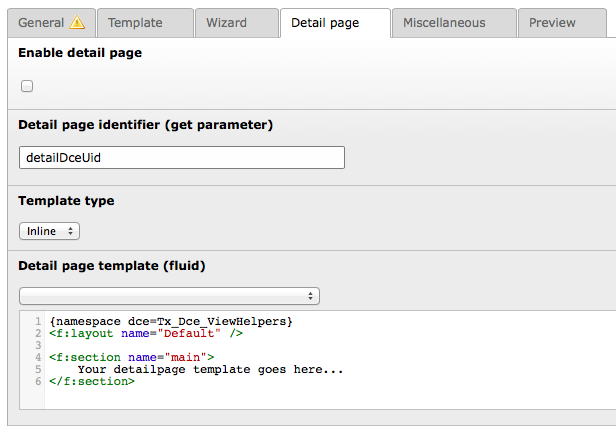 General Template Wizard Detail page Miscellaneous Preview
Enable detail page
Detail page identifier (get parameter)
detailDceUid
Template type
Inline
Detail page template (fluid)
1 {namespace dce=Tx_Dce_ViewHelpers}
2 <f:layout name="Default" />
3
4 <f:section name="main">
5 Your detailpage template goes here...
6 </f:section>